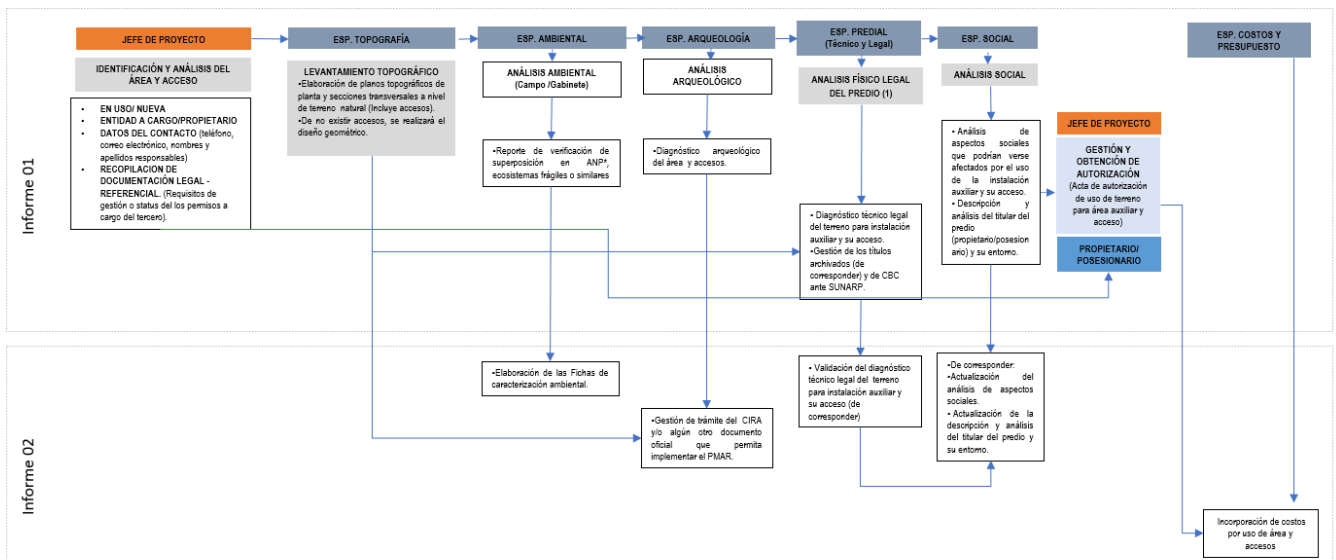 Informe 01
JEFE DE PROYECTO
IDENTIFICACIÓN Y ANÁLISIS DEL
ÁREA Y ACCESO
• EN USO/ NUEVA
• ENTIDAD A CARGO/PROPIETARIO
• DATOS DEL CONTACTO (teléfono,
correo electrónico, nombres y
apellidos responsables)
• RECOPILACION DE
DOCUMENTACIÓN LEGAL -
REFERENCIAL. (Requisitos de
gestión o status del los permisos a
cargo del tercero).
ESP. TOPOGRAFÍA
LEVANTAMIENTO TOPOGRÁFICO
•Elaboración de planos topográficos de
planta y secciones transversales a nivel
de terreno natural (Incluye accesos).
•De no existir accesos, se realizará el
diseño geométrico.
ESP. AMBIENTAL
ANÁLISIS AMBIENTAL
(Campo /Gabinete)
•Reporte de verificación de
superposición en ANP*,
ecosistemas frágiles o similares
ESP. ARQUEOLOGÍA
ANÁLISIS
ARQUEOLÓGICO
•Diagnóstico arqueológico
del área y accesos.
ESP. PREDIAL
(Técnico y Legal)
ANALISIS FÍSICO LEGAL
DEL PREDIO (1)
• Diagnóstico técnico legal
del terreno para instalación
auxiliar y su acceso.
• Gestión de los títulos
archivados (de
corresponder) y de CBC
ante SUNARP.
ESP. SOCIAL
ANÁLISIS SOCIAL
• Análisis de
aspectos sociales
que podrían verse
afectados por el uso
de la instalación
auxiliar y su acceso.
• Descripción y
análisis del titular del
predio
(propietario/posesion
ario) y su entorno.
JEFE DE PROYECTO
GESTIÓN Y
OBTENCIÓN DE
AUTORIZACIÓN
(Acta de autorización
de uso de terreno
para área auxiliar y
acceso)
PROPIETARIO/
POSESIONARIO
ESP. COSTOS Y
PRESUPUESTO
Informe 02
•Elaboración de las Fichas de
caracterización ambiental.
•Gestión de trámite del CIRA
y/o algún otro documento
oficial que permita
implementar el PMAR.
• Validación del diagnóstico
técnico legal del terreno
para instalación auxiliar y
su acceso (de
corresponder)
•De corresponder:
•Actualización del
análisis de aspectos
sociales.
• Actualización de la
descripción y análisis
del titular del predio y
su entorno.
Incorporación de costos
por uso de área y
accesos